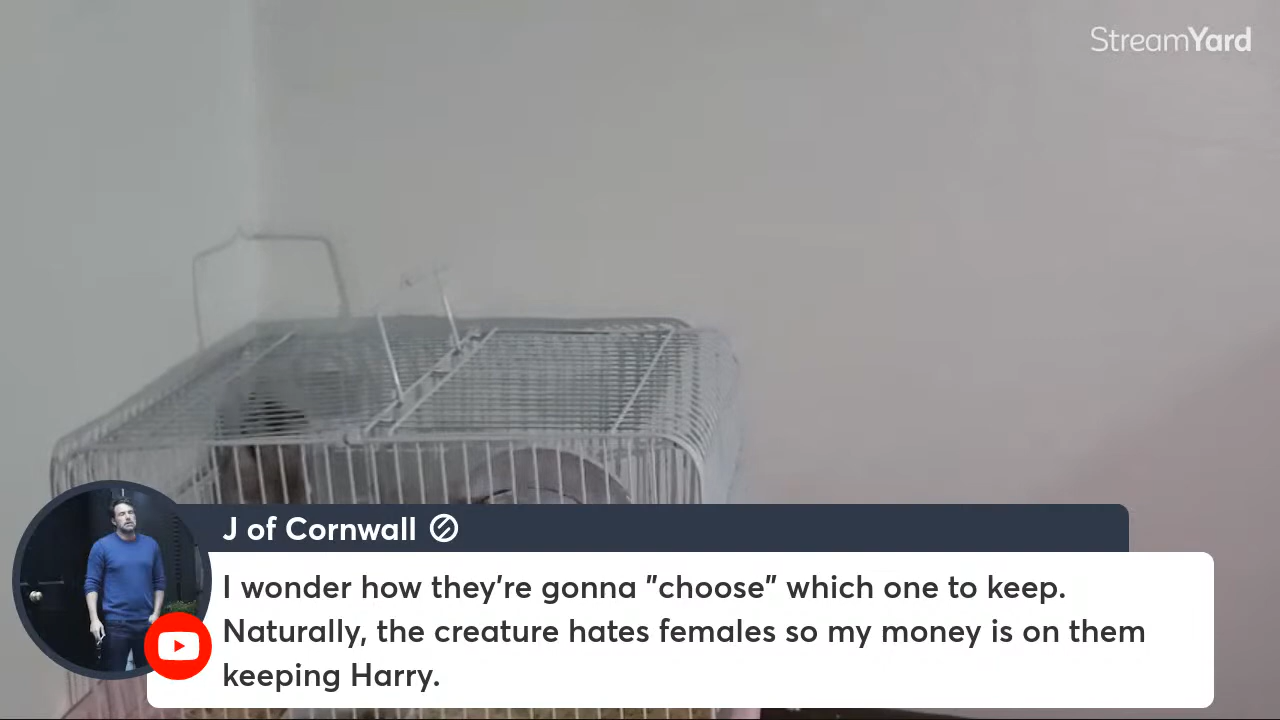 StreamYard
J of Cornwall
I wonder how they're gonna "choose" which one to keep.
Naturally, the creature hates females so my money is on them
keeping Harry.